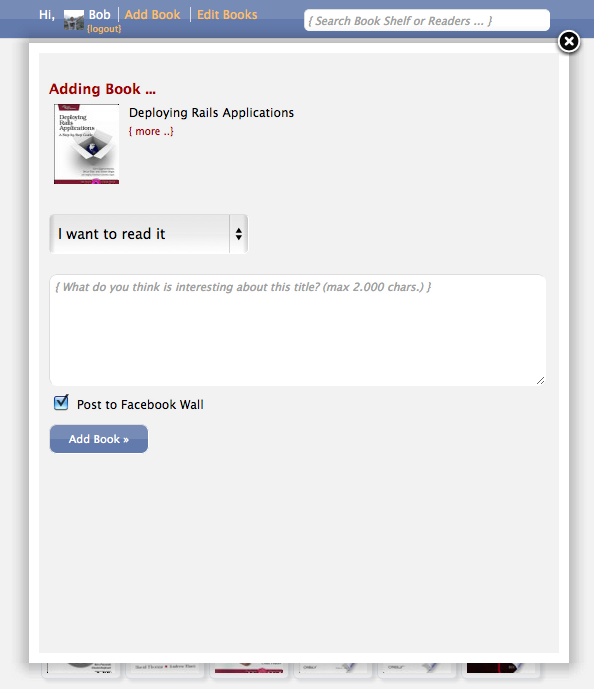 Hi, Bob Add Book Edit Books
{logout}
{ Search Book Shelf or Readers ... }
Adding Book ...
Deploying
Rails
Applications
A Step-by-Step Guide
Deploying Rails Applications
{ more ..}
I want to read it
{ What do you think is interesting about this title? (max 2.000 chars.) }
Post to Facebook Wall
Add Book »